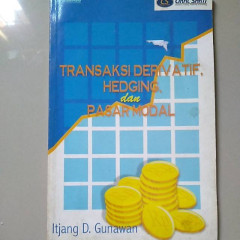 TRANSAKSI DERIVATIF,
HEDGING,
dan
PASAR MODAL
Itjang D. Gunawan